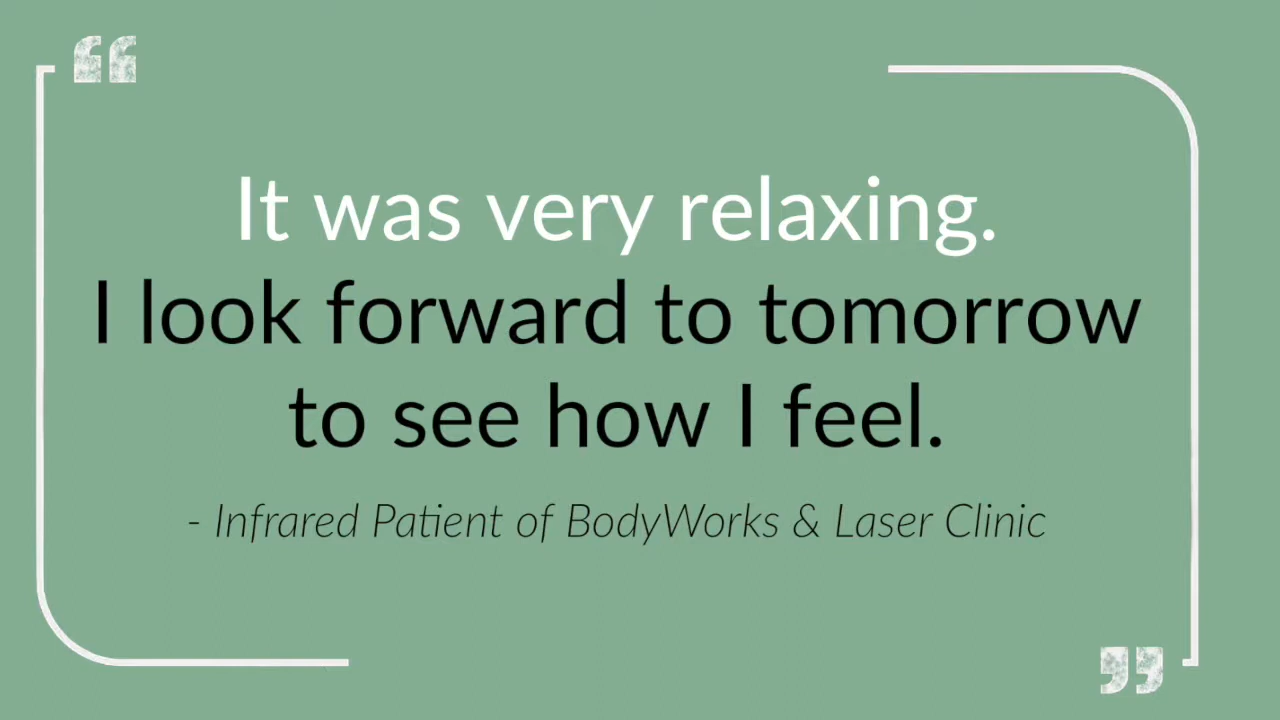 “
It was very relaxing.
I look forward to tomorrow
to see how I feel.
- Infrared Patient of BodyWorks & Laser Clinic
”